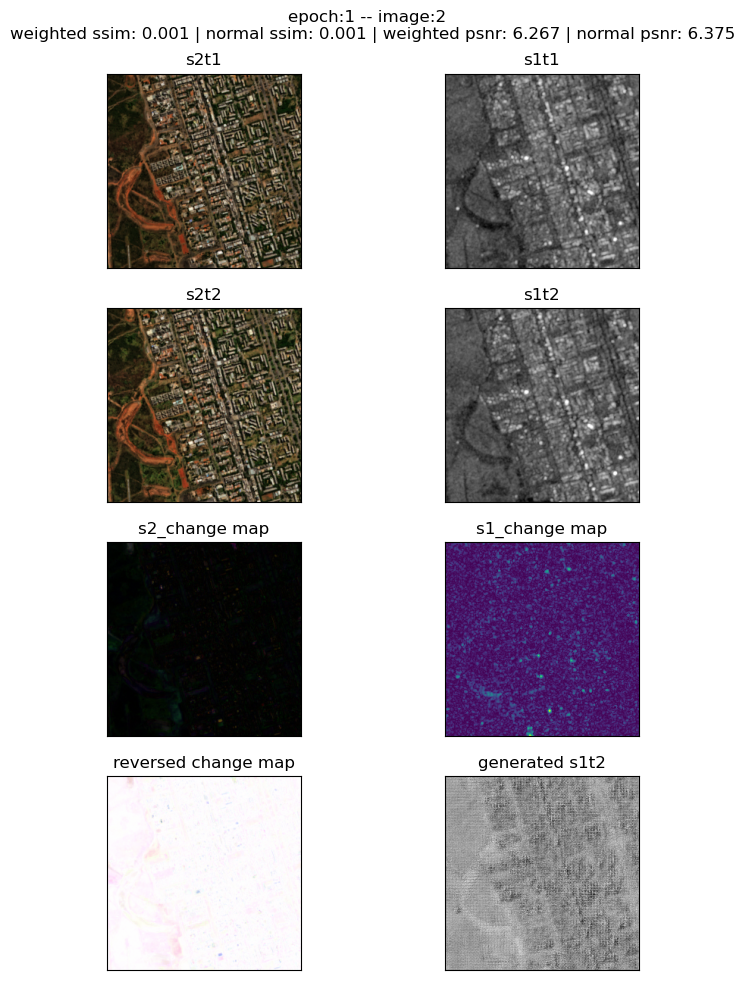 epoch:1 -- image:2
weighted ssim: 0.001 | normal ssim: 0.001 | weighted psnr: 6.267 | normal psnr: 6.375
s2t1
s1t1
s2t2
s1t2
s2_change map
s1_change map
reversed change map
generated s1t2